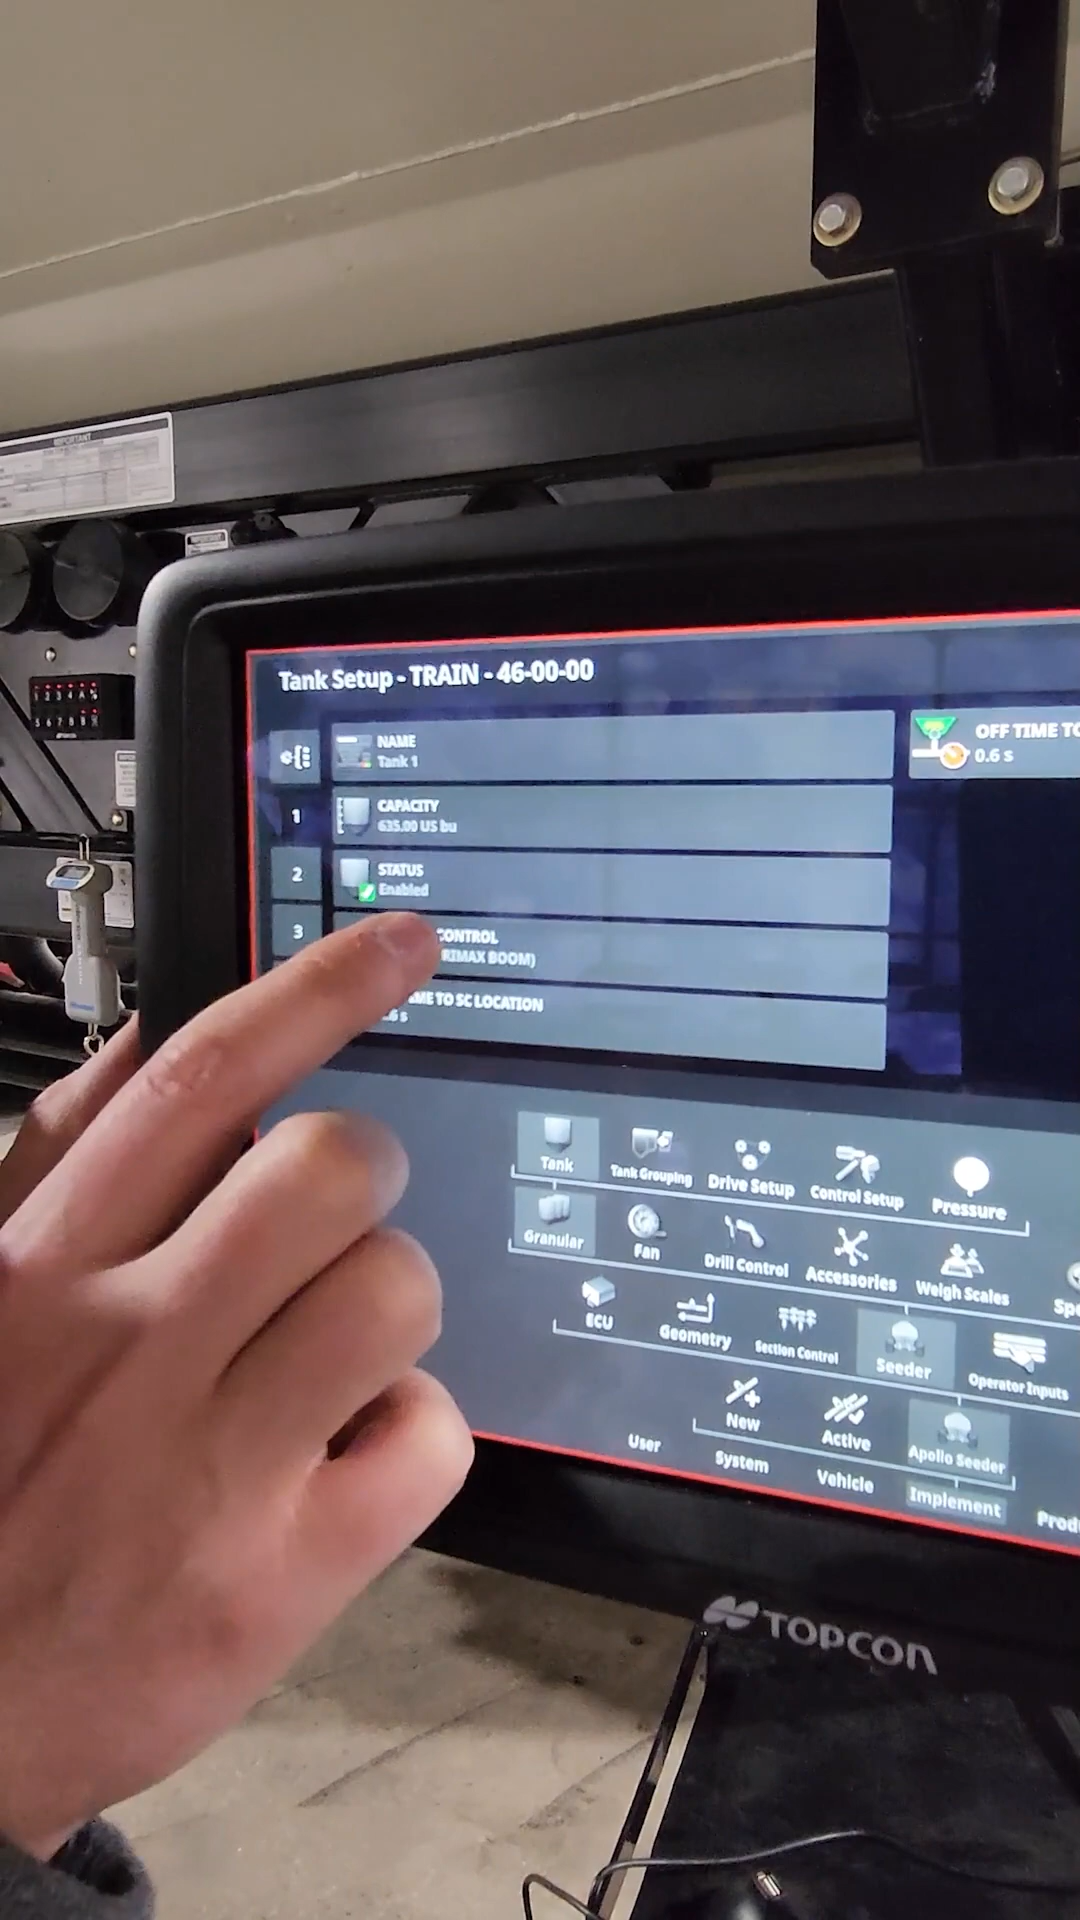 IMPORTANT
Tank Setup - TRAIN - 46-00-00
NAME
Tank 1
OFF TIME TO
0.6 s
1
CAPACITY
635.00 US bu
2
STATUS
Enabled
3
CONTROL
RIMAX BOOM)
ME TO SC LOCATION
.6 s
Tank
Tank Grouping
Drive Setup
Control Setup
Pressure
Granular
Fan
Drill Control
Accessories
Weigh Scales
Spe
ECU
Geometry
Section Control
Seeder
Operator Inputs
New
Active
Apollo Seeder
User
System
Vehicle
Implement
Prod
TOPCON